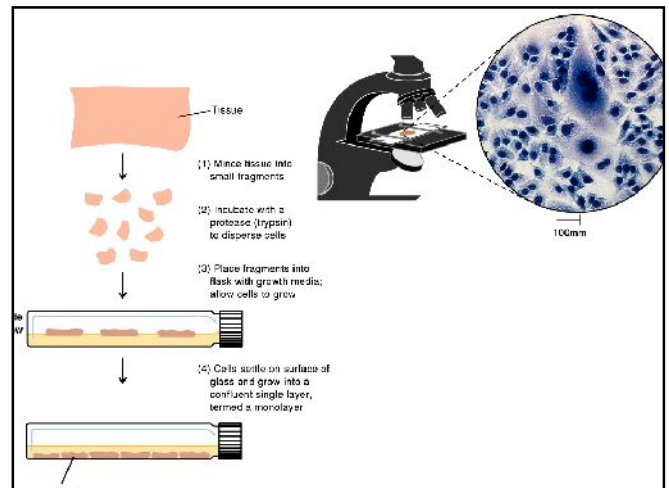 Tissue
(1) Mince tissue into
small fragments
(2) Incubate with a
protease (trypsin)
to disperse cells
(3) Place fragments into
flask with growth media;
allow cells to grow
(4) Cells settle on surface of
glass and grow into a
confluent single layer,
termed a monolayer
100mm